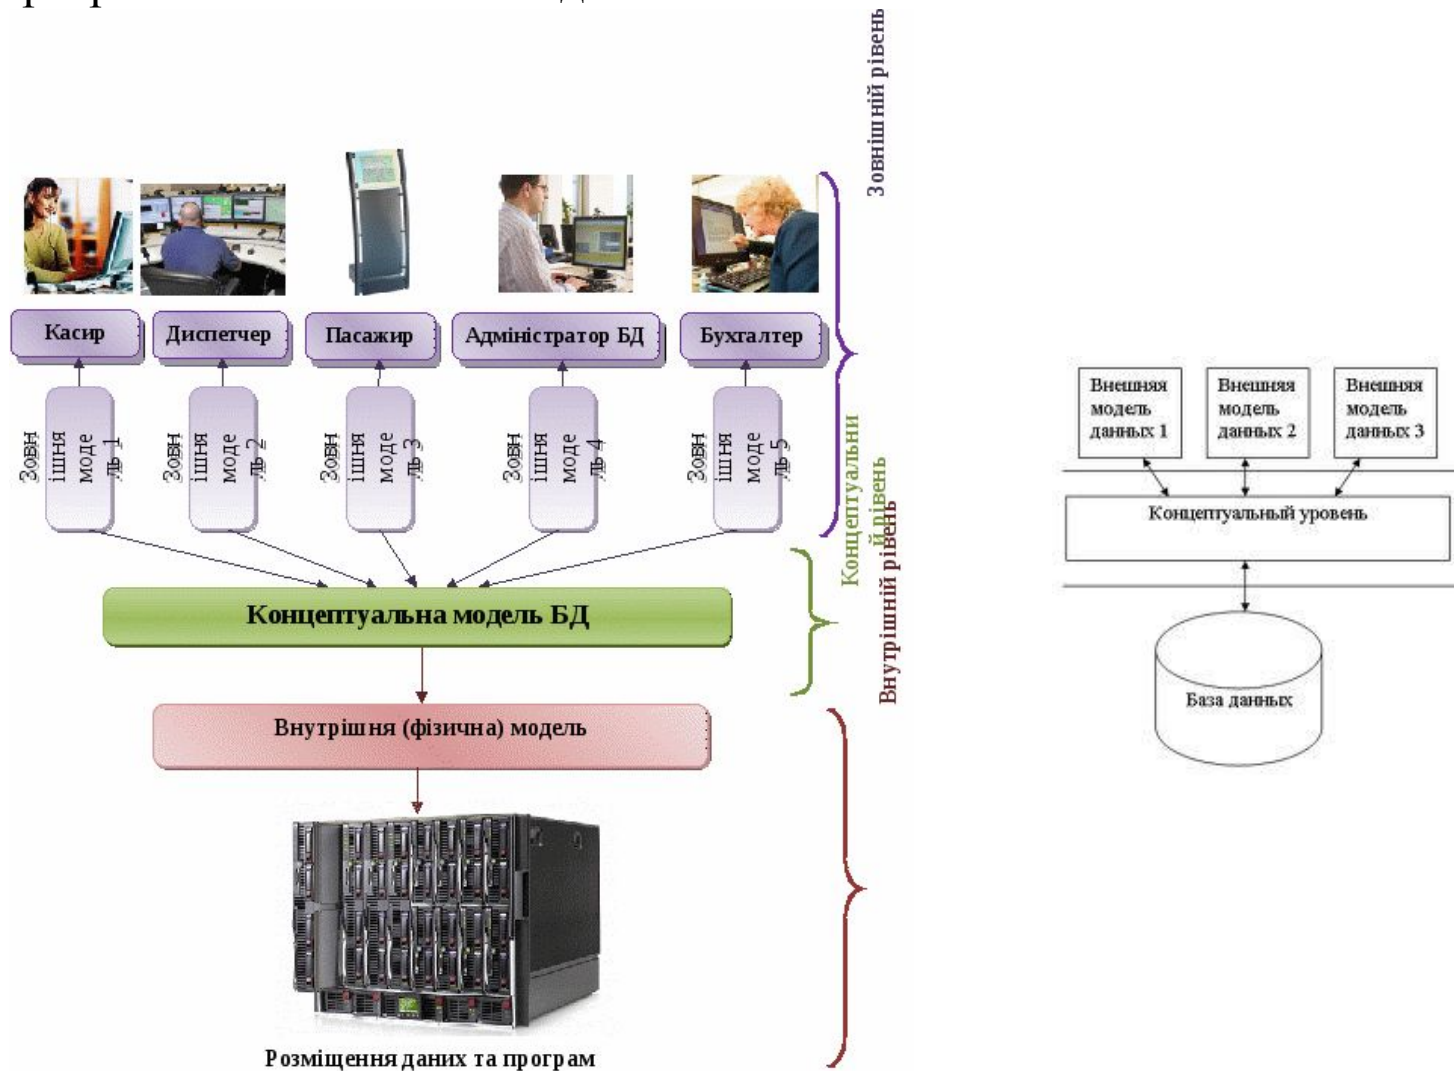 Зовнішній рівень
Касир
Диспетчер
Пасажир
Адміністратор БД
Бухгалтер
Зовн
ішня
моде
ль 1
Зовн
ішня
моде
ль 2
Зовн
ішня
моде
ль 3
Зовн
ішня
моде
ль 4
Зовн
ішня
моде
ль 5
Концептуальни
й рівень
Концептуальна модель БД
Внутрішній рівень
Внутрішня (фізична) модель
Розміщення даних та програм
Внешняя
модель
данных 1
Внешняя
модель
данных 2
Внешняя
модель
данных 3
Концептуальный уровень
База данных